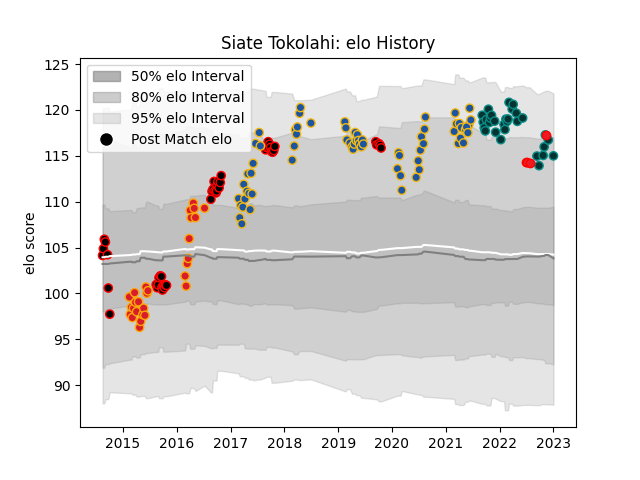 Siate Tokolahi: elo History
125
120
115
110
105
100
95
90
elo score
50% elo Interval
80% elo Interval
95% elo Interval
Post Match elo
2015 2016 2017 2018 2019 2020 2021 2022 2023